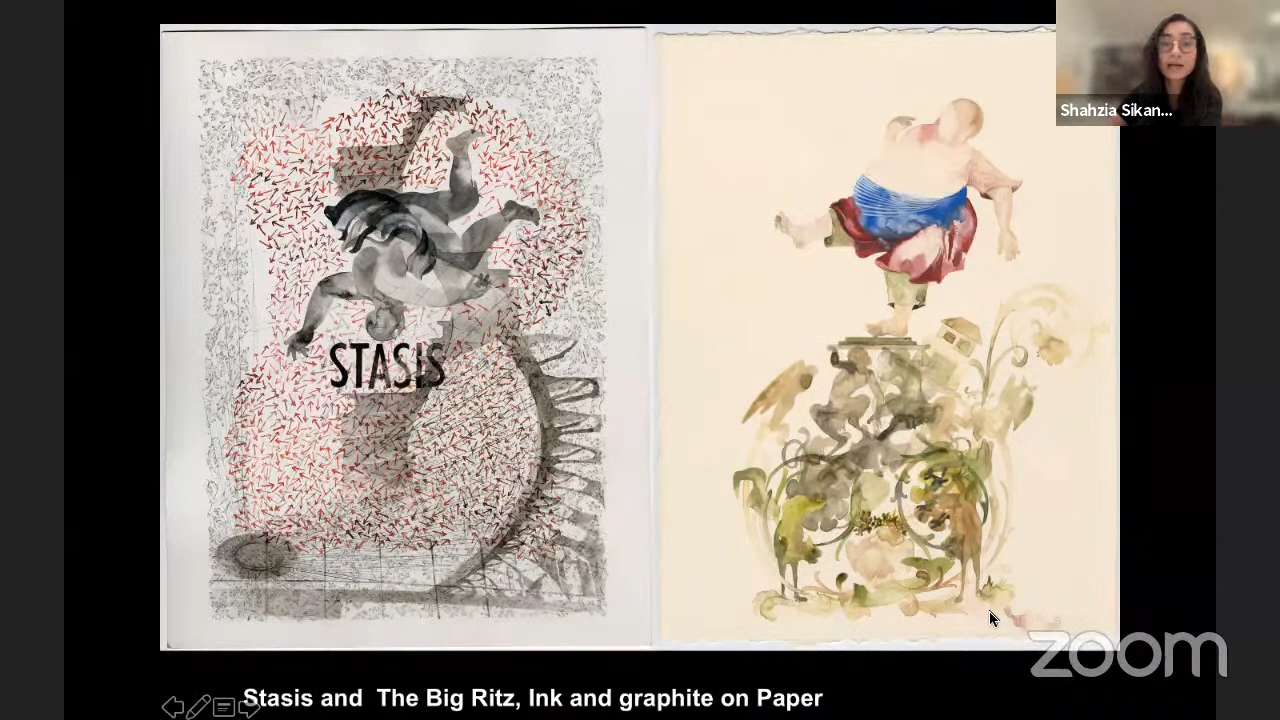 Shahzia Sikan...
STASIS
zoom
Stasis and The Big Ritz, Ink and graphite on Paper